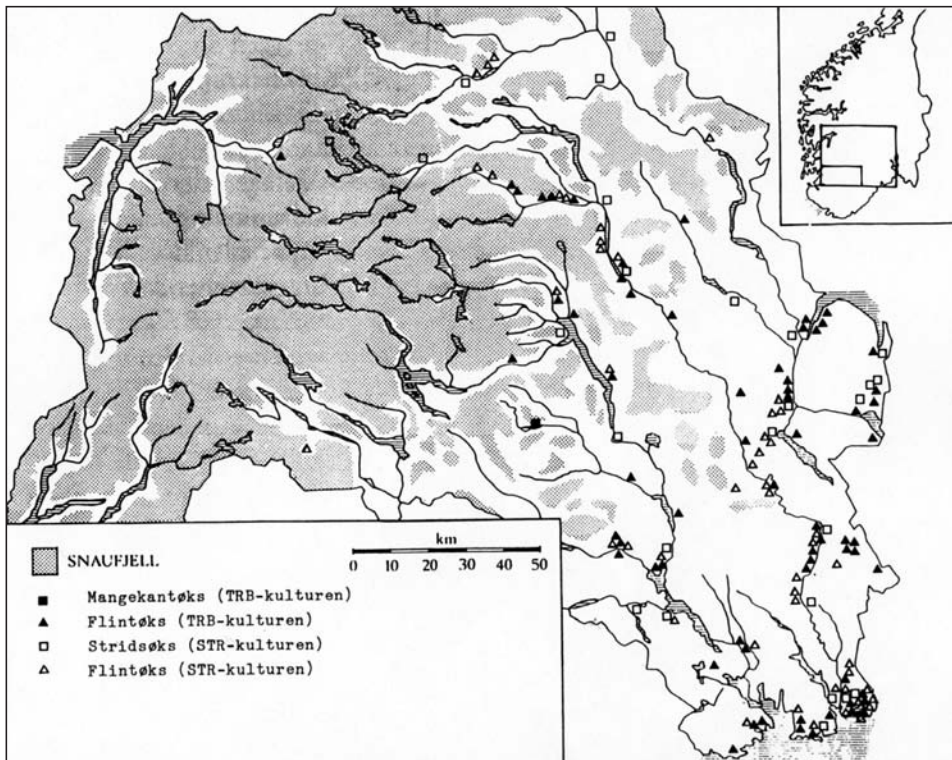 SNAUFJELL
km
0 10 20 30 40 50
Mangekantøks (TRB-kulturen)
Flintøks (TRB-kulturen)
Stridsøks (STR-kulturen)
Flintøks (STR-kulturen)